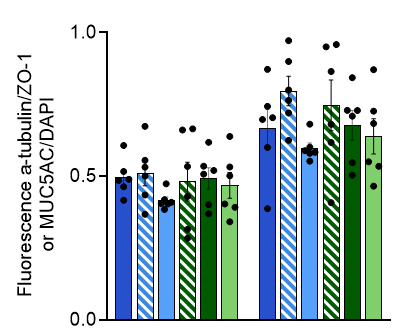 Fluorescence a-tubulin/ZO-1
or MUC5AC/DAPI
1.0
0.5
0.0